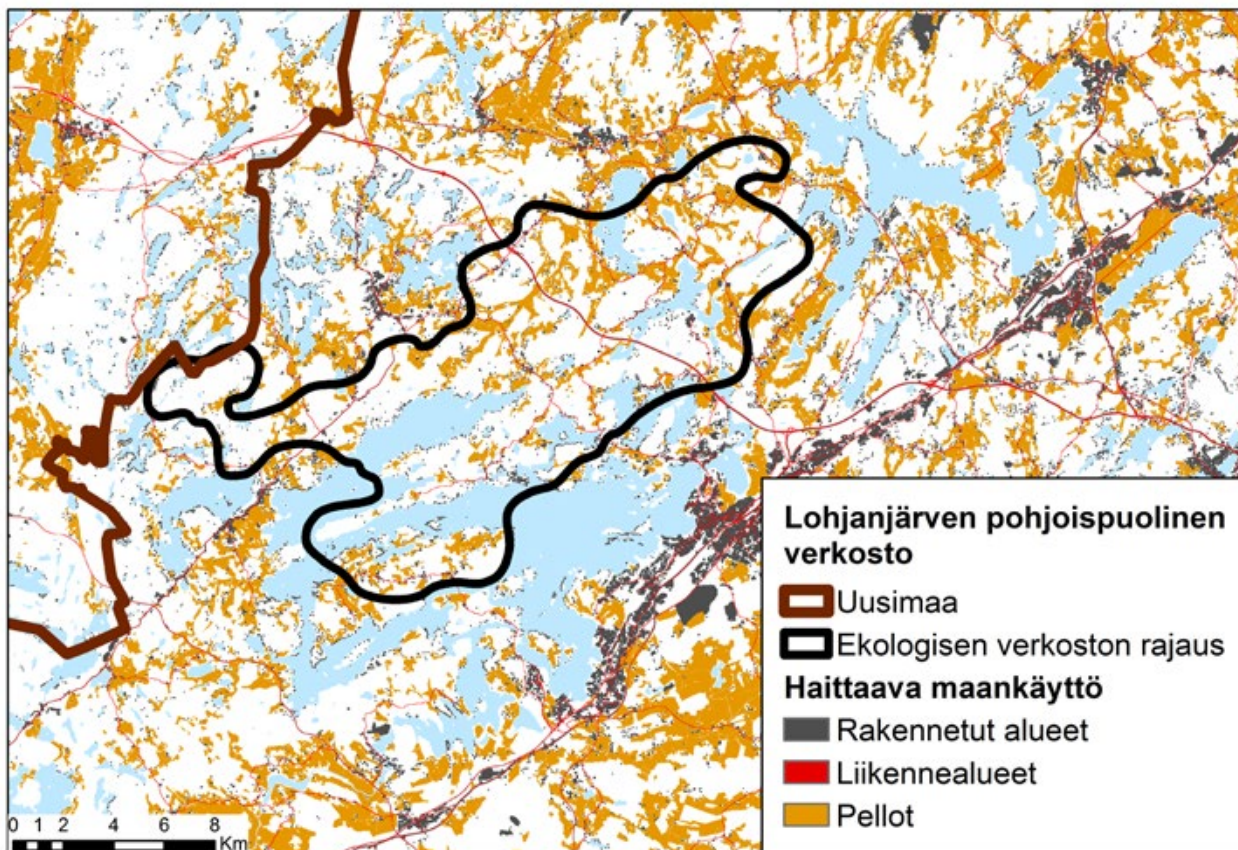 Lohjanjärven pohjoispuolinen
verkosto
Uusimaa
Ekologisen verkoston rajaus
Haittaava maankäyttö
Rakennetut alueet
Liikennealueet
Pellot
0 1 2 4 6 8
Km